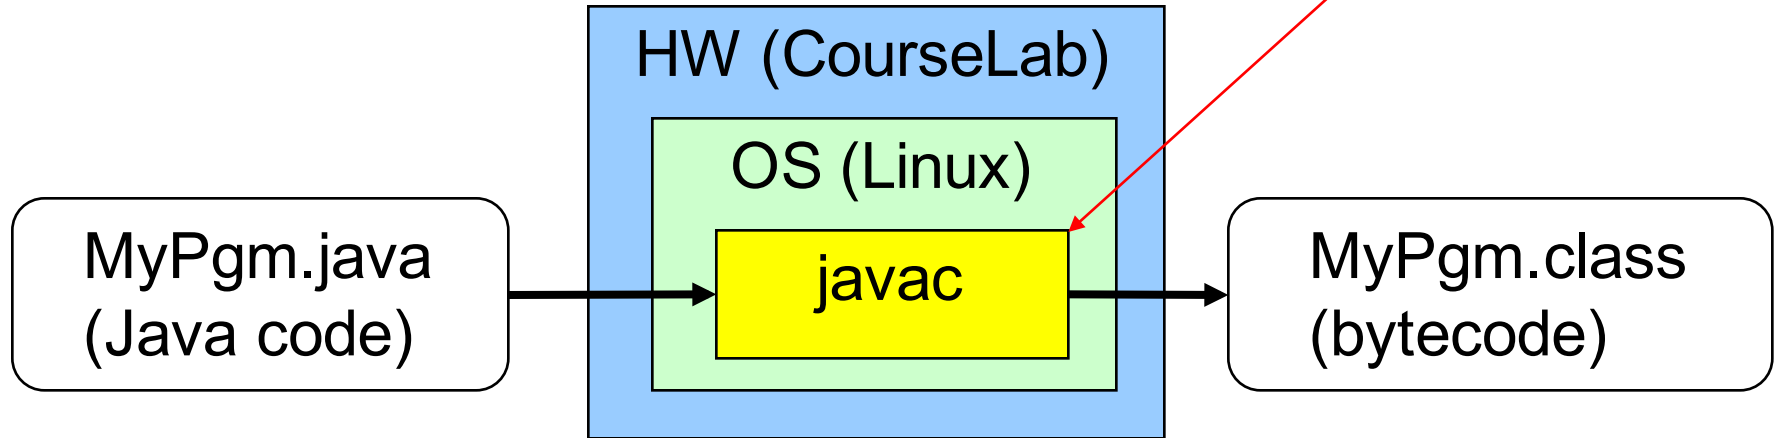 HW (CourseLab)
OS (Linux)
MyPgm.java
(Java code)
javac
MyPgm.class
(bytecode)